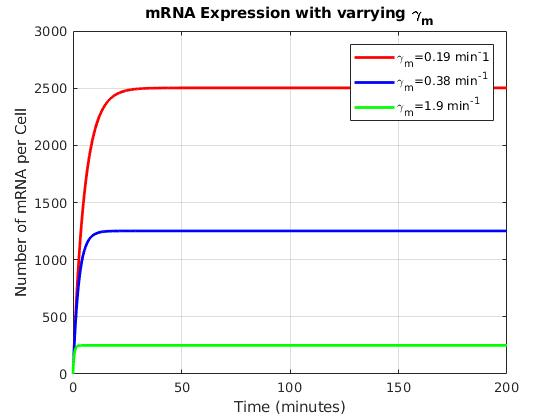 mRNA Expression with varrying γm
3000
2500
2000
1500
1000
500
0
Number of mRNA per Cell
γm=0.19 min-1
γm=0.38 min-1
γm=1.9 min-1
0 50 100 150 200
Time (minutes)